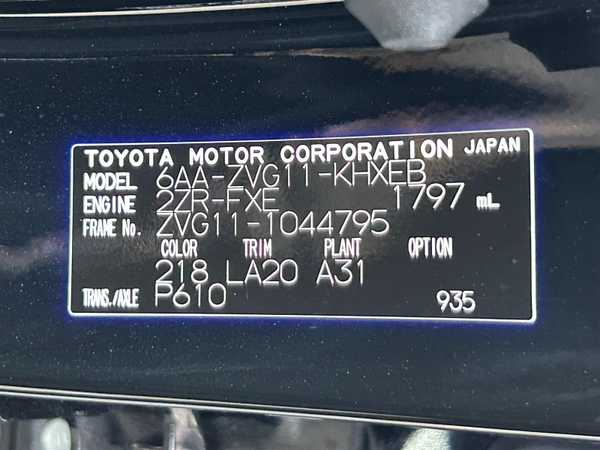 TOYOTA MOTOR CORPORATION JAPAN
MODEL 6AA-ZVG11-KHXEB
ENGINE 2ZR-FXE 1797 mL
FRAME No. ZVG11-1044795
COLOR TRIM PLANT OPTION
218 LA20 A31
TRANS./AXLE P610 935